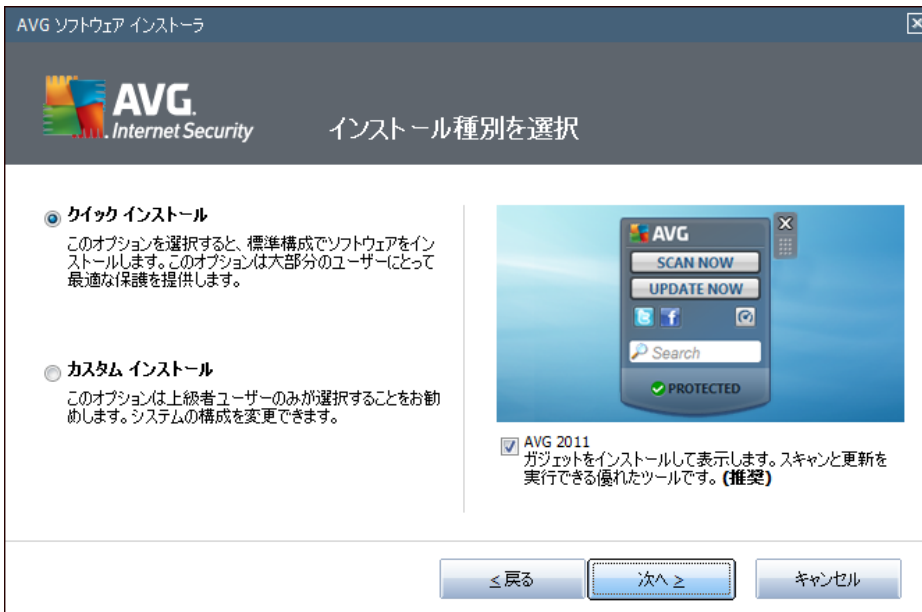 AVG ソフトウェア インストーラ
AVG.
Internet Security
インストール種別を選択
クイック インストール
このオプションを選択すると、標準構成でソフトウェアをイン
ストールします。このオプションは大部分のユーザーにとって
最適な保護を提供します。
カスタム インストール
このオプションは上級者ユーザーのみが選択することをお勧
めします。システムの構成を変更できます。
AVG
SCAN NOW
UPDATE NOW
Search
PROTECTED
AVG 2011
ガジェットをインストールして表示します。スキャンと更新を
実行できる優れたツールです。(推奨)
≤ 戻る
次へ ≥
キャンセル